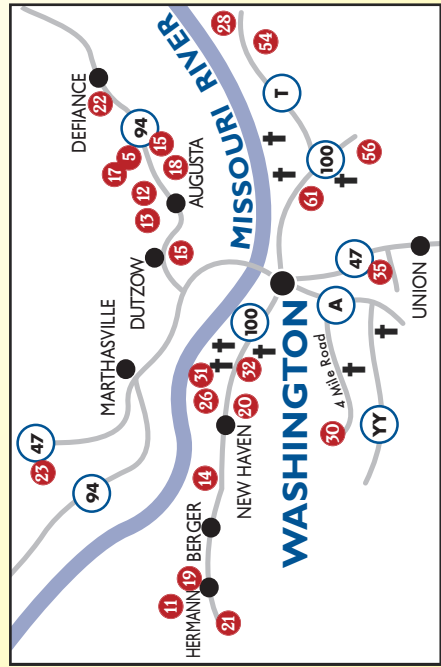 47
23
94
MARTHASVILLE
DEFIANCE
22
94
17
5
15
12
13
18
DUTZOW
15
AUGUSTA
MISSOURI RIVER
28
54
T
11
19
HERMANN
21
BERGER
14
NEW HAVEN
26
31
20
32
100
WASHINGTON
61
100
56
A
47
35
4 Mile Road
30
YY
UNION